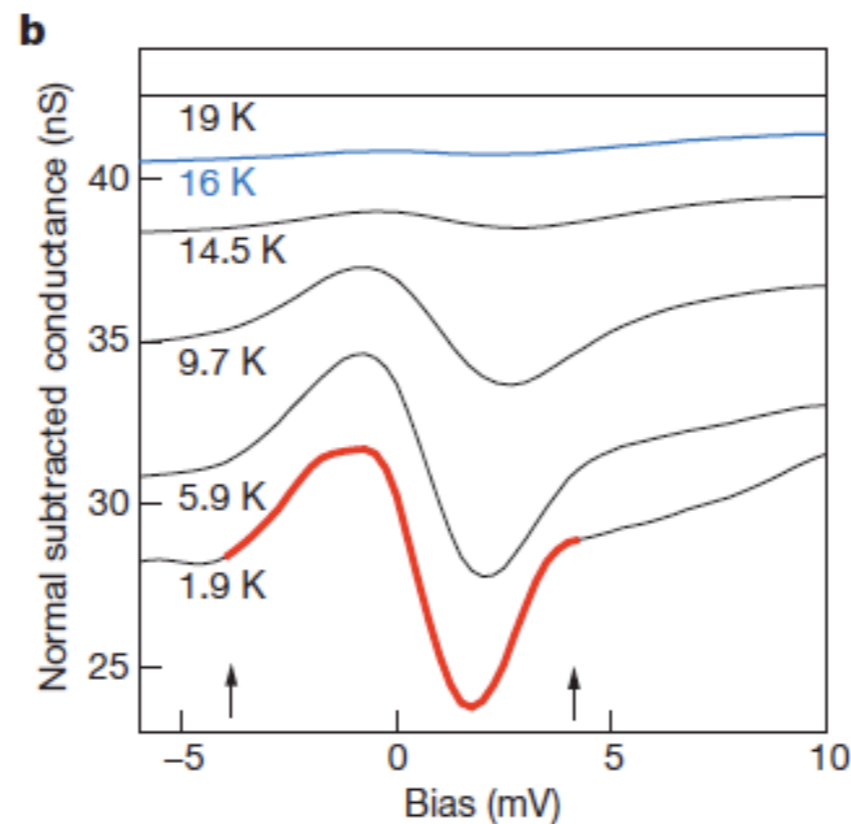 b
Normal subtracted conductance (nS)
40
35
30
25
19 K
16 K
14.5 K
9.7 K
5.9 K
1.9 K
–5 0 5 10
Bias (mV)